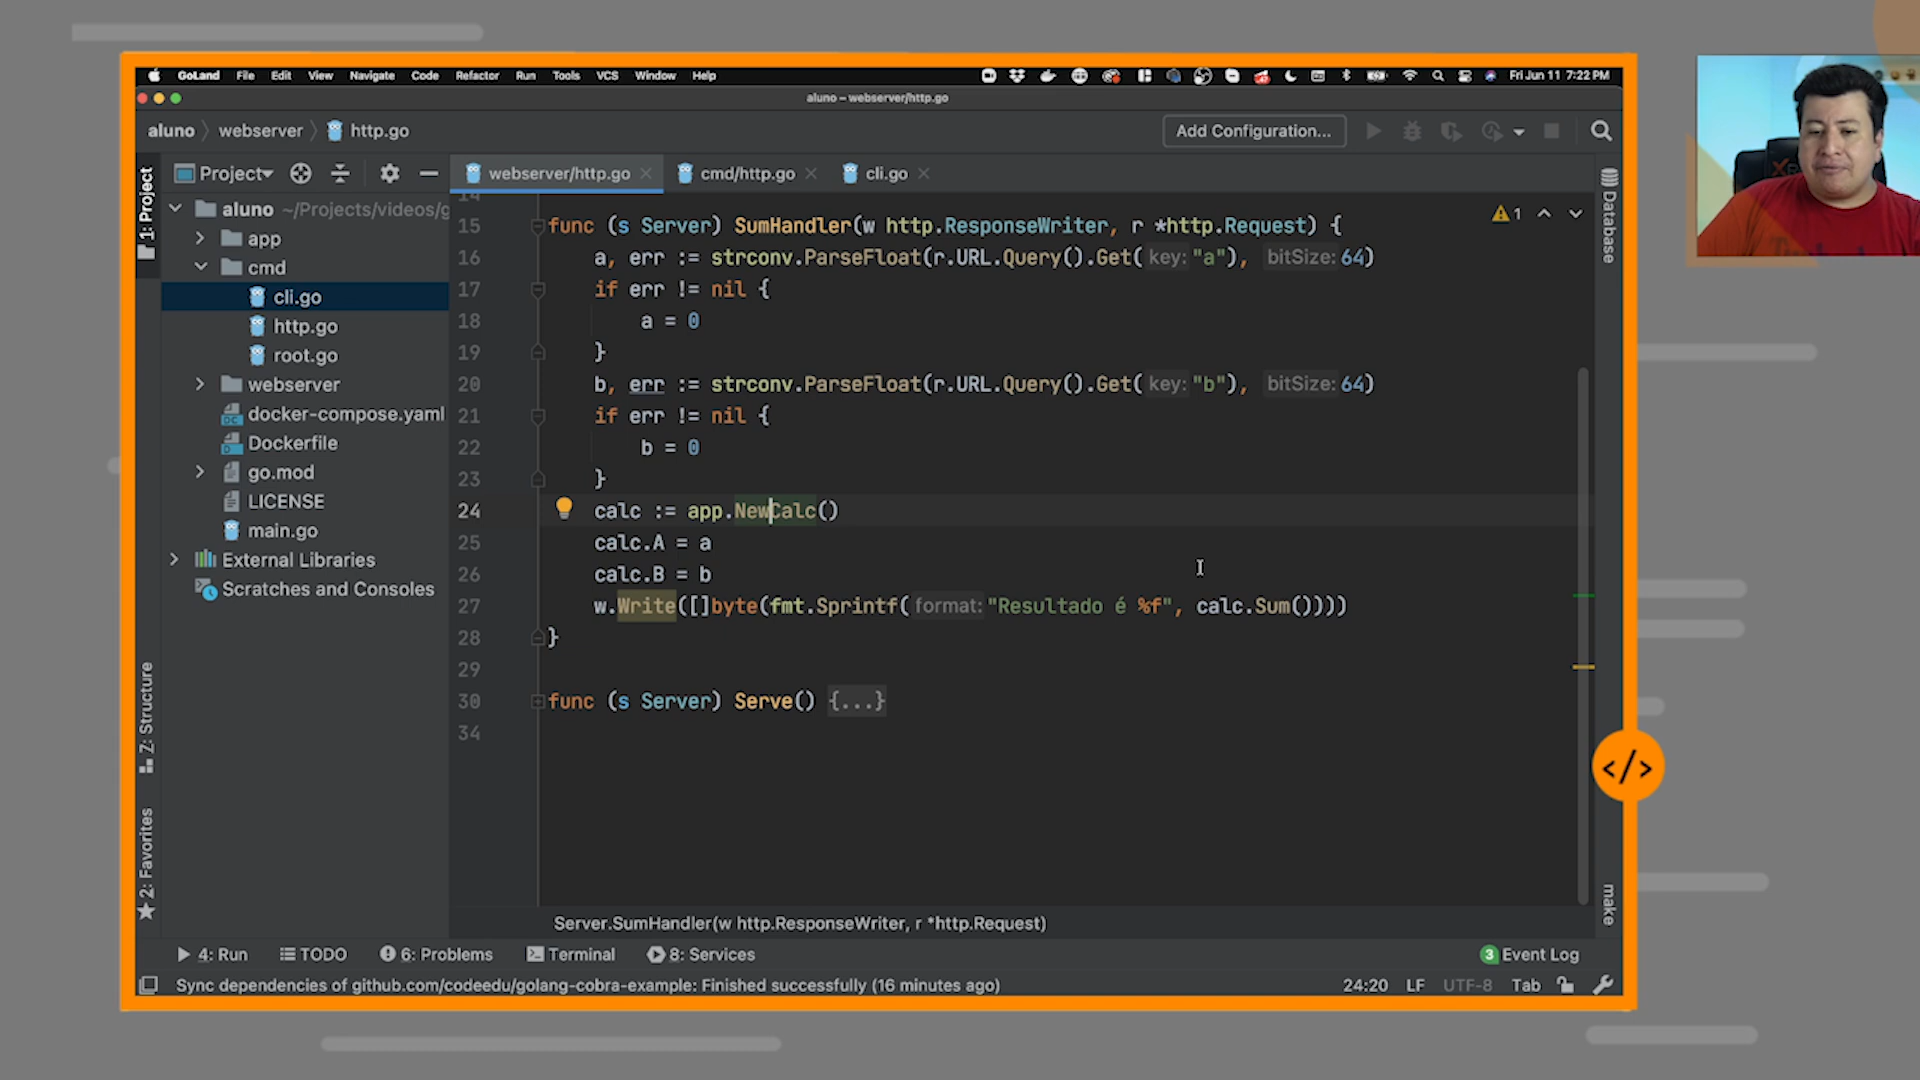 GoLand File Edit View Navigate Code Refactor Run Tools VCS Window Help Fri Jun 11 7:22 PM
aluno – webserver/http.go
aluno webserver http.go Add Configuration...
1: Project
Project
webserver/http.go cmd/http.go cli.go
Database
aluno ~/Projects/videos/g
app
cmd
cli.go
http.go
root.go
webserver
docker-compose.yaml
Dockerfile
go.mod
LICENSE
main.go
External Libraries
Scratches and Consoles
Z: Structure
2: Favorites
1
14
15 func (s Server) SumHandler(w http.ResponseWriter, r *http.Request) {
16 a, err := strconv.ParseFloat(r.URL.Query().Get( key: "a"), bitSize: 64)
17 if err != nil {
18 a = 0
19 }
20 b, err := strconv.ParseFloat(r.URL.Query().Get( key: "b"), bitSize: 64)
21 if err != nil {
22 b = 0
23 }
24 calc := app.NewCalc()
25 calc.A = a
26 calc.B = b
27 w.Write([]byte(fmt.Sprintf( format: "Resultado é %f", calc.Sum())))
28 }
29
30 func (s Server) Serve() {...}
34
</>
make
Server.SumHandler(w http.ResponseWriter, r *http.Request)
4: Run TODO 6: Problems Terminal 8: Services 3 Event Log
Sync dependencies of github.com/codeedu/golang-cobra-example: Finished successfully (16 minutes ago) 24:20 LF UTF-8 Tab